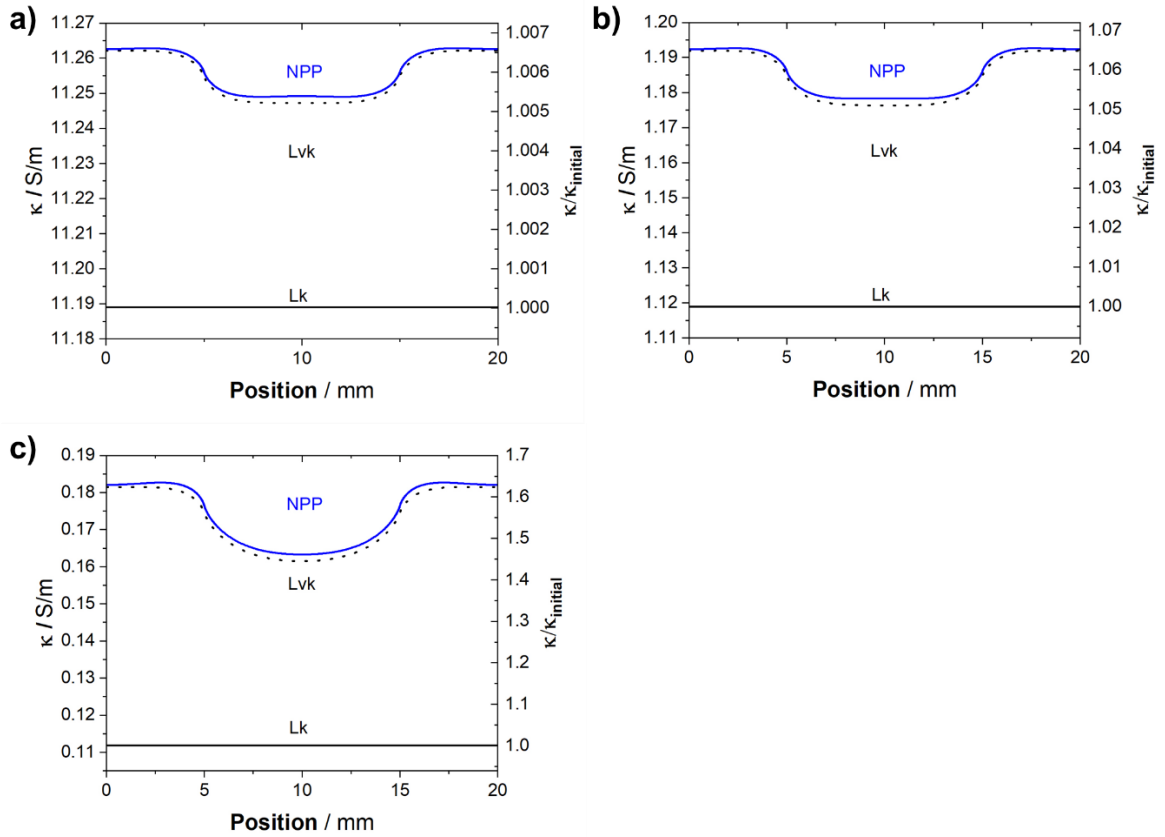 a)
11.27
11.26
11.25
11.24
11.23
11.22
11.21
11.20
11.19
11.18
κ / S/m
NPP
Lvk
Lk
1.007
1.006
1.005
1.004
1.003
1.002
1.001
1.000
κ/κinitial
0 5 10 15 20
Position / mm
b)
1.20
1.19
1.18
1.17
1.16
1.15
1.14
1.13
1.12
1.11
κ / S/m
NPP
Lvk
Lk
1.07
1.06
1.05
1.04
1.03
1.02
1.01
1.00
κ/κinitial
0 5 10 15 20
Position / mm
c)
0.19
0.18
0.17
0.16
0.15
0.14
0.13
0.12
0.11
κ / S/m
NPP
Lvk
Lk
1.7
1.6
1.5
1.4
1.3
1.2
1.1
1.0
κ/κinitial
0 5 10 15 20
Position / mm